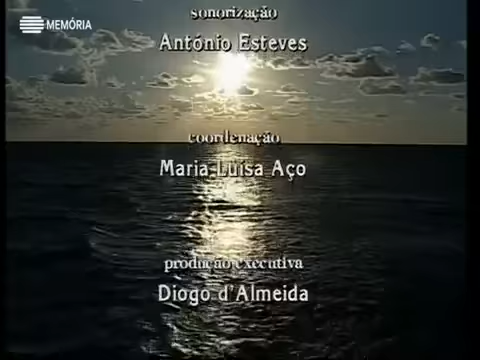 MEMÓRIA
sonorização
António Esteves
coordenação
Maria Luísa Aço
produção executiva
Diogo d'Almeida